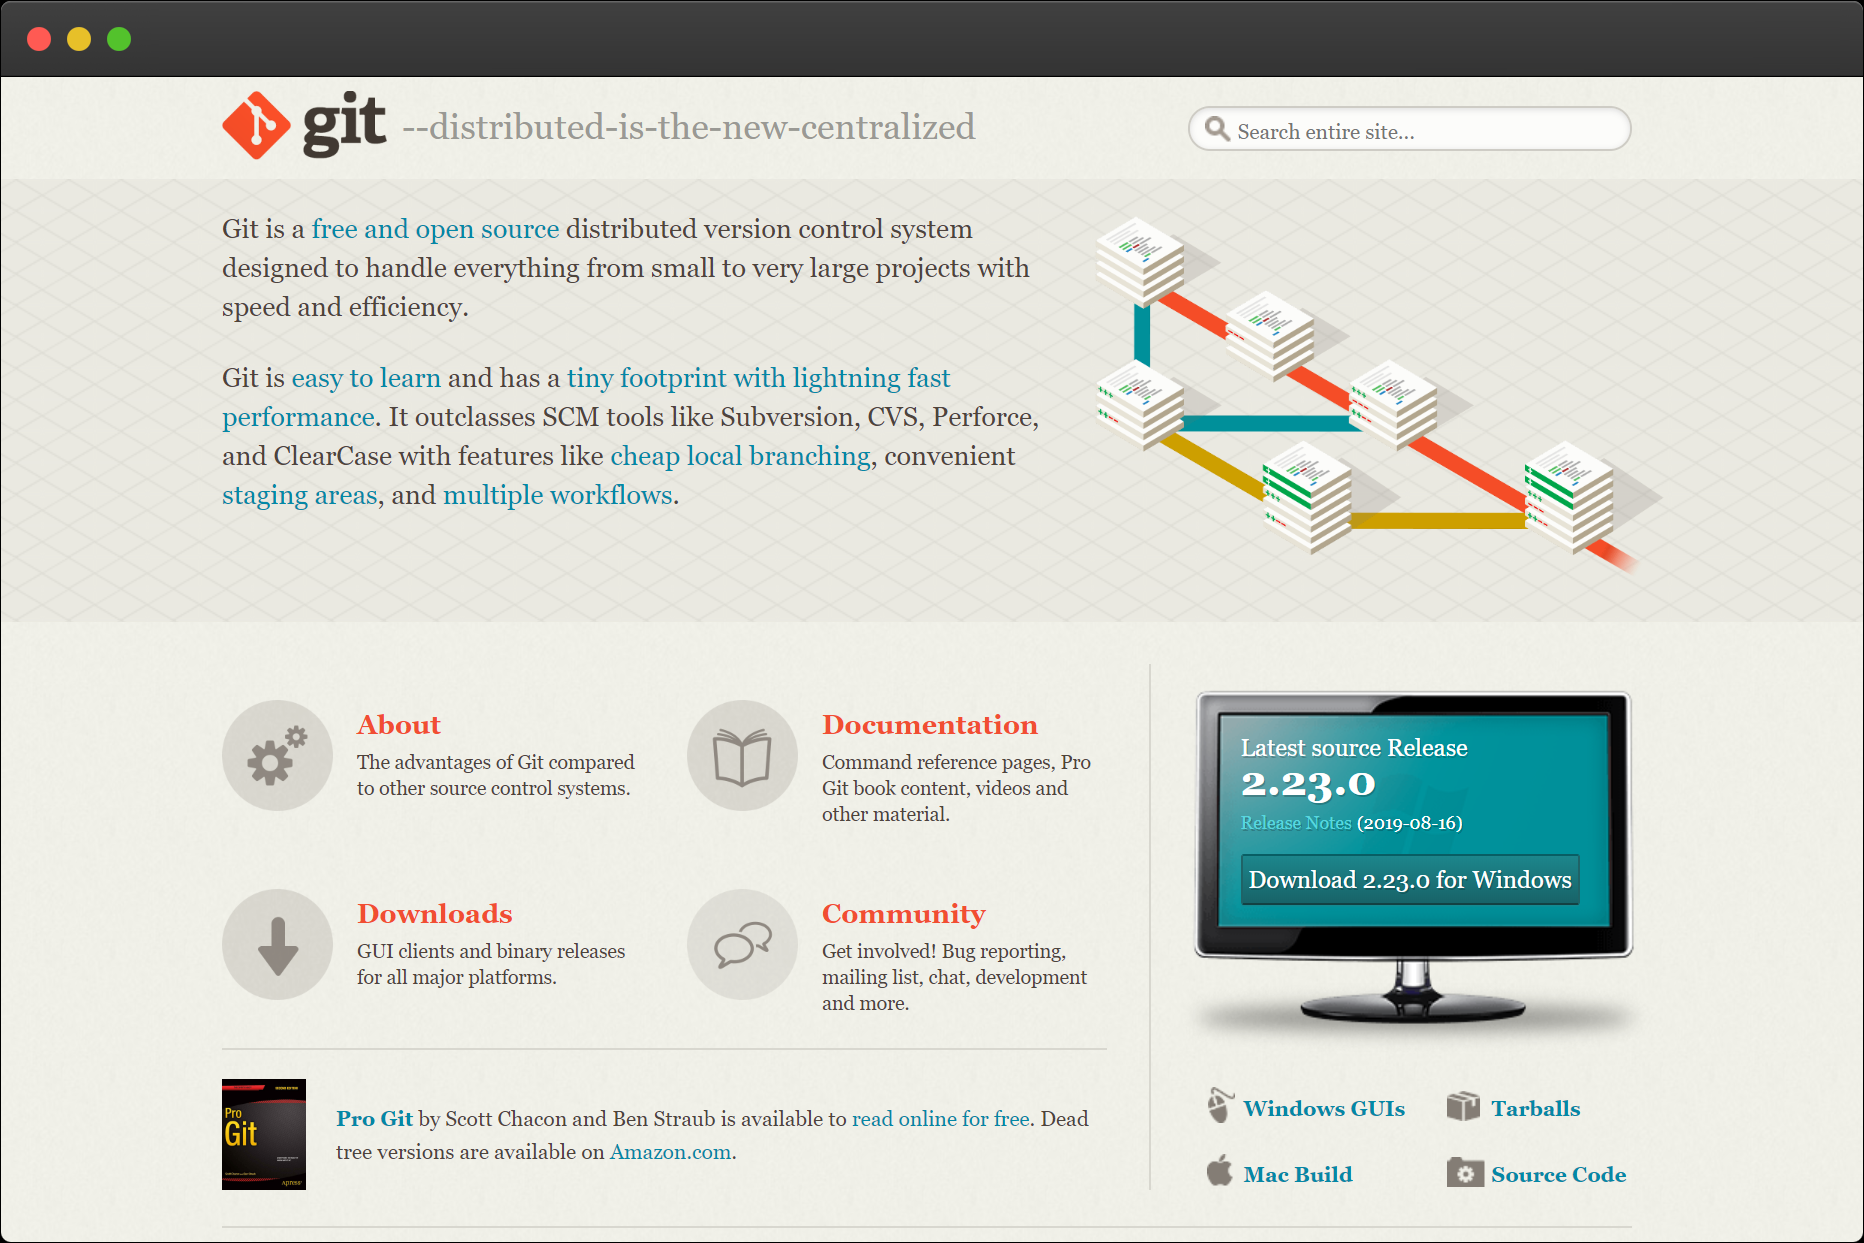 git --distributed-is-the-new-centralized
Search entire site...
Git is a free and open source distributed version control system
designed to handle everything from small to very large projects with
speed and efficiency.
Git is easy to learn and has a tiny footprint with lightning fast
performance. It outclasses SCM tools like Subversion, CVS, Perforce,
and ClearCase with features like cheap local branching, convenient
staging areas, and multiple workflows.
About
The advantages of Git compared
to other source control systems.
Documentation
Command reference pages, Pro
Git book content, videos and
other material.
Downloads
GUI clients and binary releases
for all major platforms.
Community
Get involved! Bug reporting,
mailing list, chat, development
and more.
Pro
Git
Apress
Pro Git by Scott Chacon and Ben Straub is available to read online for free. Dead
tree versions are available on Amazon.com.
Latest source Release
2.23.0
Release Notes (2019-08-16)
Download 2.23.0 for Windows
Windows GUIs
Tarballs
Mac Build
Source Code